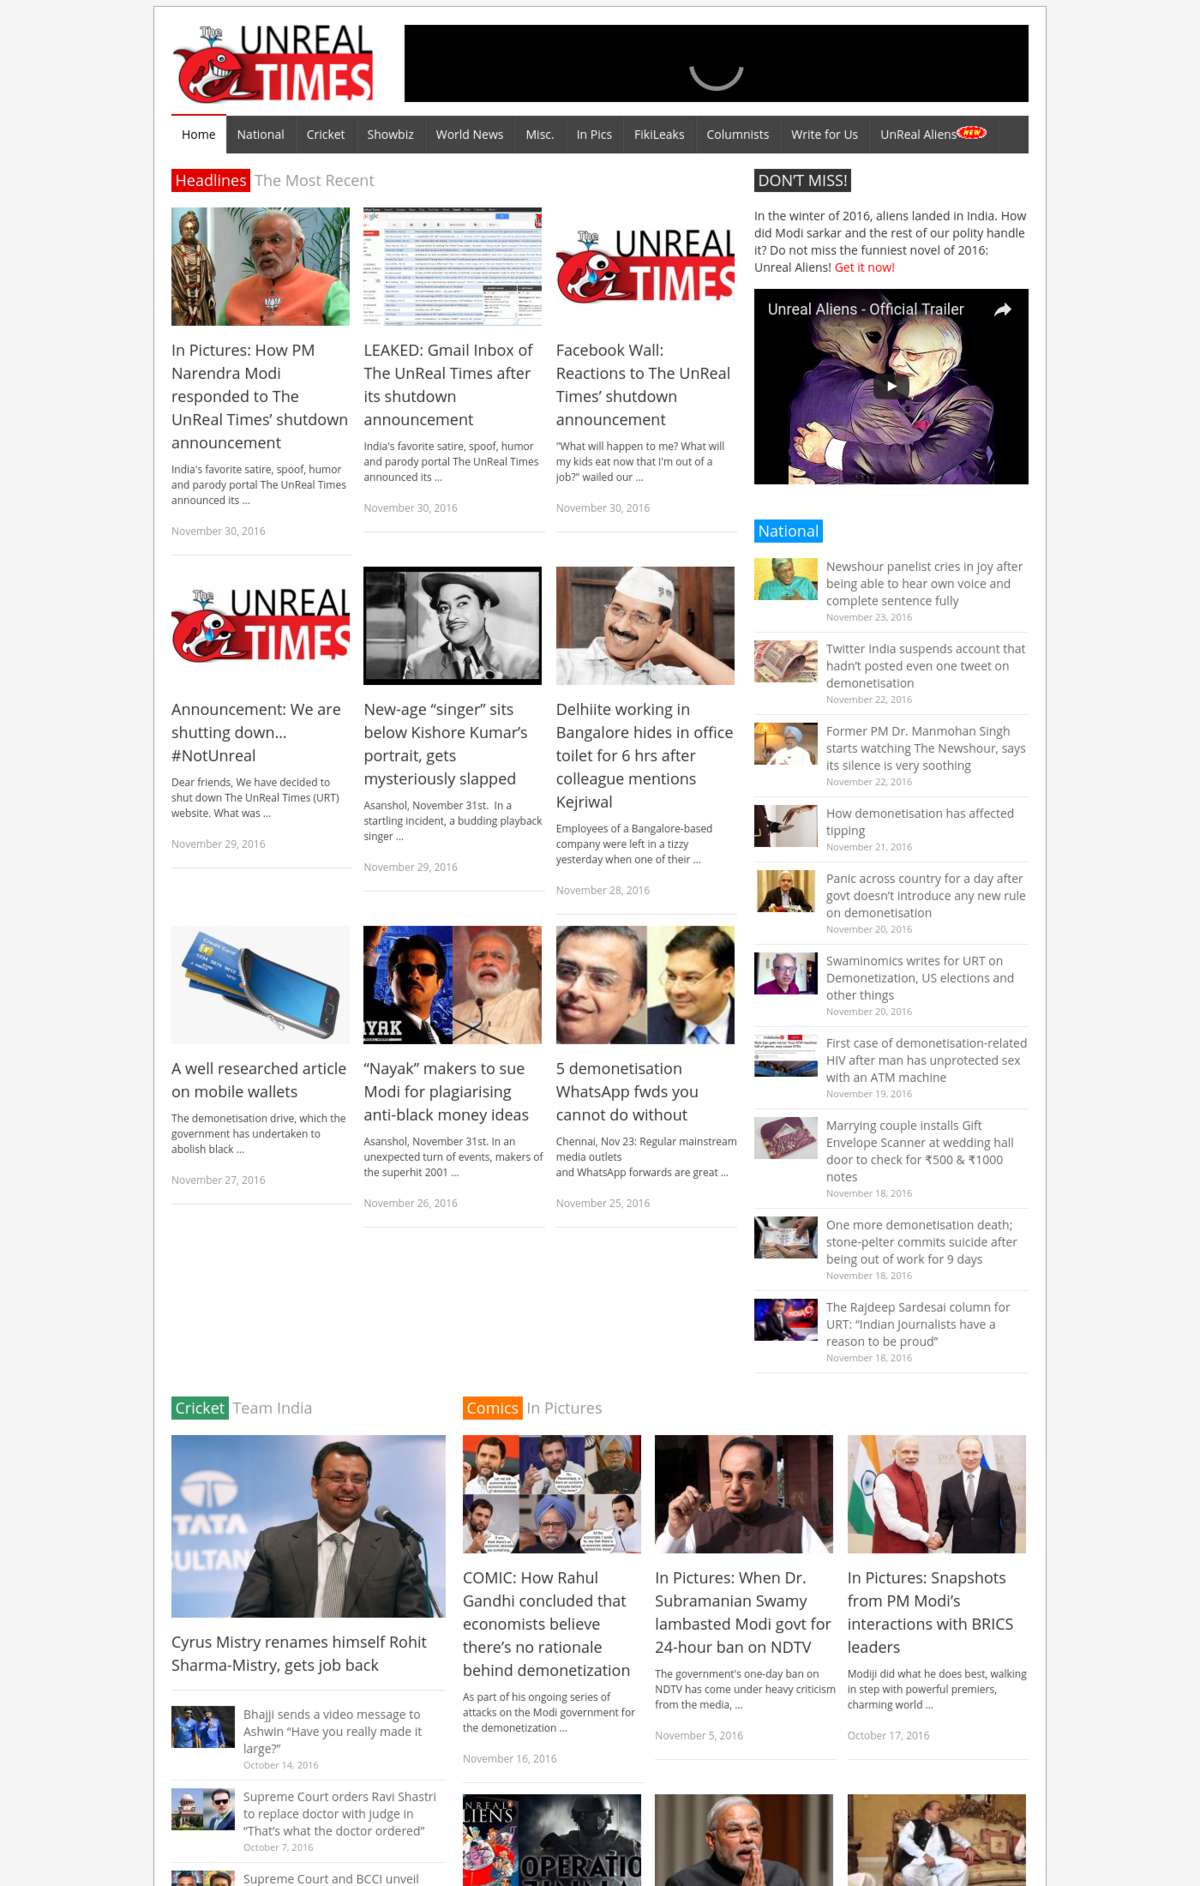 The
UNREAL
TIMES
Home
National
Cricket
Showbiz
World News
Misc.
In Pics
FikiLeaks
Columnists
Write for Us
UnReal Aliens
NEW
Headlines The Most Recent
The
UNREAL
TIMES
In Pictures: How PM
Narendra Modi
responded to The
UnReal Times’ shutdown
announcement
India's favorite satire, spoof, humor
and parody portal The UnReal Times
announced its ...
November 30, 2016
LEAKED: Gmail Inbox of
The UnReal Times after
its shutdown
announcement
India's favorite satire, spoof, humor
and parody portal The UnReal Times
announced its ...
November 30, 2016
Facebook Wall:
Reactions to The UnReal
Times’ shutdown
announcement
"What will happen to me? What will
my kids eat now that I'm out of a
job?" wailed our ...
November 30, 2016
The
UNREAL
TIMES
Announcement: We are
shutting down...
#NotUnreal
Dear friends, We have decided to
shut down The UnReal Times (URT)
website. What was ...
November 29, 2016
New-age “singer” sits
below Kishore Kumar’s
portrait, gets
mysteriously slapped
Asanshol, November 31st. In a
startling incident, a budding playback
singer ...
November 29, 2016
Delhiite working in
Bangalore hides in office
toilet for 6 hrs after
colleague mentions
Kejriwal
Employees of a Bangalore-based
company were left in a tizzy
yesterday when one of their ...
November 28, 2016
Credit Card
A well researched article
on mobile wallets
The demonetisation drive, which the
government has undertaken to
abolish black ...
November 27, 2016
AYAK
“Nayak” makers to sue
Modi for plagiarising
anti-black money ideas
Asanshol, November 31st. In an
unexpected turn of events, makers of
the superhit 2001 ...
November 26, 2016
5 demonetisation
WhatsApp fwds you
cannot do without
Chennai, Nov 23: Regular mainstream
media outlets
and WhatsApp forwards are great ...
November 25, 2016
DON'T MISS!
In the winter of 2016, aliens landed in India. How
did Modi sarkar and the rest of our polity handle
it? Do not miss the funniest novel of 2016:
Unreal Aliens! Get it now!
Unreal Aliens - Official Trailer
National
Newshour panelist cries in joy after
being able to hear own voice and
complete sentence fully
November 23, 2016
Twitter India suspends account that
hadn’t posted even one tweet on
demonetisation
November 22, 2016
Former PM Dr. Manmohan Singh
starts watching The Newshour, says
its silence is very soothing
November 22, 2016
How demonetisation has affected
tipping
November 21, 2016
Panic across country for a day after
govt doesn’t introduce any new rule
on demonetisation
November 20, 2016
Swaminomics writes for URT on
Demonetization, US elections and
other things
November 20, 2016
First case of demonetisation-related
HIV after man has unprotected sex
with an ATM machine
November 19, 2016
Marrying couple installs Gift
Envelope Scanner at wedding hall
door to check for ₹500 & ₹1000
notes
November 18, 2016
One more demonetisation death;
stone-pelter commits suicide after
being out of work for 9 days
November 18, 2016
The Rajdeep Sardesai column for
URT: “Indian Journalists have a
reason to be proud”
November 18, 2016
Cricket Team India
TATA
SULTAN
Cyrus Mistry renames himself Rohit
Sharma-Mistry, gets job back
Bhajji sends a video message to
Ashwin “Have you really made it
large?”
October 14, 2016
Supreme Court orders Ravi Shastri
to replace doctor with judge in
“That’s what the doctor ordered”
October 7, 2016
Supreme Court and BCCI unveil
Comics In Pictures
COMIC: How Rahul
Gandhi concluded that
economists believe
there’s no rationale
behind demonetization
As part of his ongoing series of
attacks on the Modi government for
the demonetization ...
November 16, 2016
In Pictures: When Dr.
Subramanian Swamy
lambasted Modi govt for
24-hour ban on NDTV
The government's one-day ban on
NDTV has come under heavy criticism
from the media, ...
November 5, 2016
In Pictures: Snapshots
from PM Modi’s
interactions with BRICS
leaders
Modiji did what he does best, walking
in step with powerful premiers,
charming world ...
October 17, 2016
UNREAL
ALIENS
OPERATIO